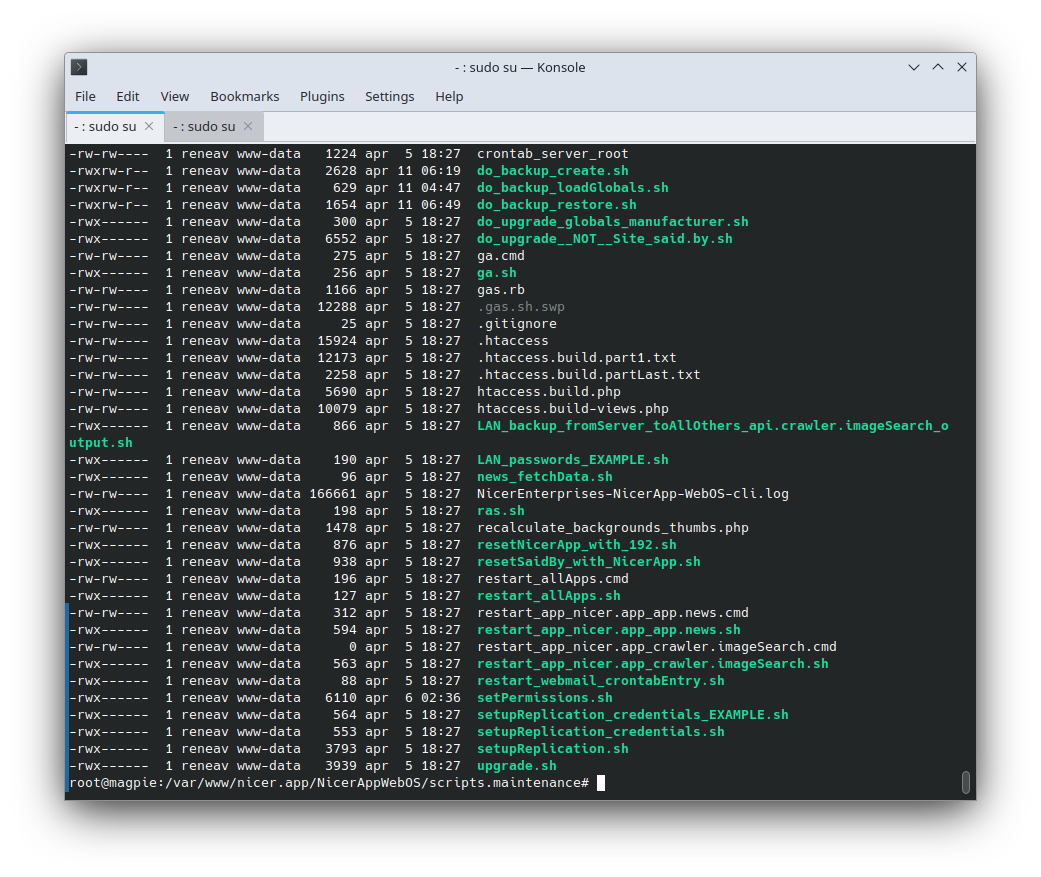 - : sudo su — Konsole
File Edit View Bookmarks Plugins Settings Help
- : sudo su - : sudo su
-rw-rw---- 1 reneav www-data 1224 apr 5 18:27 crontab_server_root
-rwxrw-r-- 1 reneav www-data 2628 apr 11 06:19 do_backup_create.sh
-rwxrw-r-- 1 reneav www-data 629 apr 11 04:47 do_backup_loadGlobals.sh
-rwxrw-r-- 1 reneav www-data 1654 apr 11 06:49 do_backup_restore.sh
-rwx------ 1 reneav www-data 300 apr 5 18:27 do_upgrade_globals_manufacturer.sh
-rwx------ 1 reneav www-data 6552 apr 5 18:27 do_upgrade__NOT__Site_said.by.sh
-rw-rw---- 1 reneav www-data 275 apr 5 18:27 ga.cmd
-rwx------ 1 reneav www-data 256 apr 5 18:27 ga.sh
-rw-rw---- 1 reneav www-data 1166 apr 5 18:27 gas.rb
-rw-rw---- 1 reneav www-data 12288 apr 5 18:27 .gas.sh.swp
-rw-rw---- 1 reneav www-data 25 apr 5 18:27 .gitignore
-rw-rw---- 1 reneav www-data 15924 apr 5 18:27 .htaccess
-rw-rw---- 1 reneav www-data 12173 apr 5 18:27 .htaccess.build.part1.txt
-rw-rw---- 1 reneav www-data 2258 apr 5 18:27 .htaccess.build.partLast.txt
-rw-rw---- 1 reneav www-data 5690 apr 5 18:27 htaccess.build.php
-rw-rw---- 1 reneav www-data 10079 apr 5 18:27 htaccess.build-views.php
-rwx------ 1 reneav www-data 866 apr 5 18:27 LAN_backup_fromServer_toAllOthers_api.crawler.imageSearch_o
utput.sh
-rwx------ 1 reneav www-data 190 apr 5 18:27 LAN_passwords_EXAMPLE.sh
-rwx------ 1 reneav www-data 96 apr 5 18:27 news_fetchData.sh
-rw-rw---- 1 reneav www-data 166661 apr 5 18:27 NicerEnterprises-NicerApp-WebOS-cli.log
-rwx------ 1 reneav www-data 198 apr 5 18:27 ras.sh
-rw-rw---- 1 reneav www-data 1478 apr 5 18:27 recalculate_backgrounds_thumbs.php
-rwx------ 1 reneav www-data 876 apr 5 18:27 resetNicerApp_with_192.sh
-rwx------ 1 reneav www-data 938 apr 5 18:27 resetSaidBy_with_NicerApp.sh
-rw-rw---- 1 reneav www-data 196 apr 5 18:27 restart_allApps.cmd
-rwx------ 1 reneav www-data 127 apr 5 18:27 restart_allApps.sh
-rw-rw---- 1 reneav www-data 312 apr 5 18:27 restart_app_nicer.app_app.news.cmd
-rwx------ 1 reneav www-data 594 apr 5 18:27 restart_app_nicer.app_app.news.sh
-rw-rw---- 1 reneav www-data 0 apr 5 18:27 restart_app_nicer.app_crawler.imageSearch.cmd
-rwx------ 1 reneav www-data 563 apr 5 18:27 restart_app_nicer.app_crawler.imageSearch.sh
-rwx------ 1 reneav www-data 88 apr 5 18:27 restart_webmail_crontabEntry.sh
-rwx------ 1 reneav www-data 6110 apr 6 02:36 setPermissions.sh
-rwx------ 1 reneav www-data 564 apr 5 18:27 setupReplication_credentials_EXAMPLE.sh
-rwx------ 1 reneav www-data 553 apr 5 18:27 setupReplication_credentials.sh
-rwx------ 1 reneav www-data 3793 apr 5 18:27 setupReplication.sh
-rwx------ 1 reneav www-data 3939 apr 5 18:27 upgrade.sh
root@magpie:/var/www/nicer.app/NicerAppWebOS/scripts.maintenance#